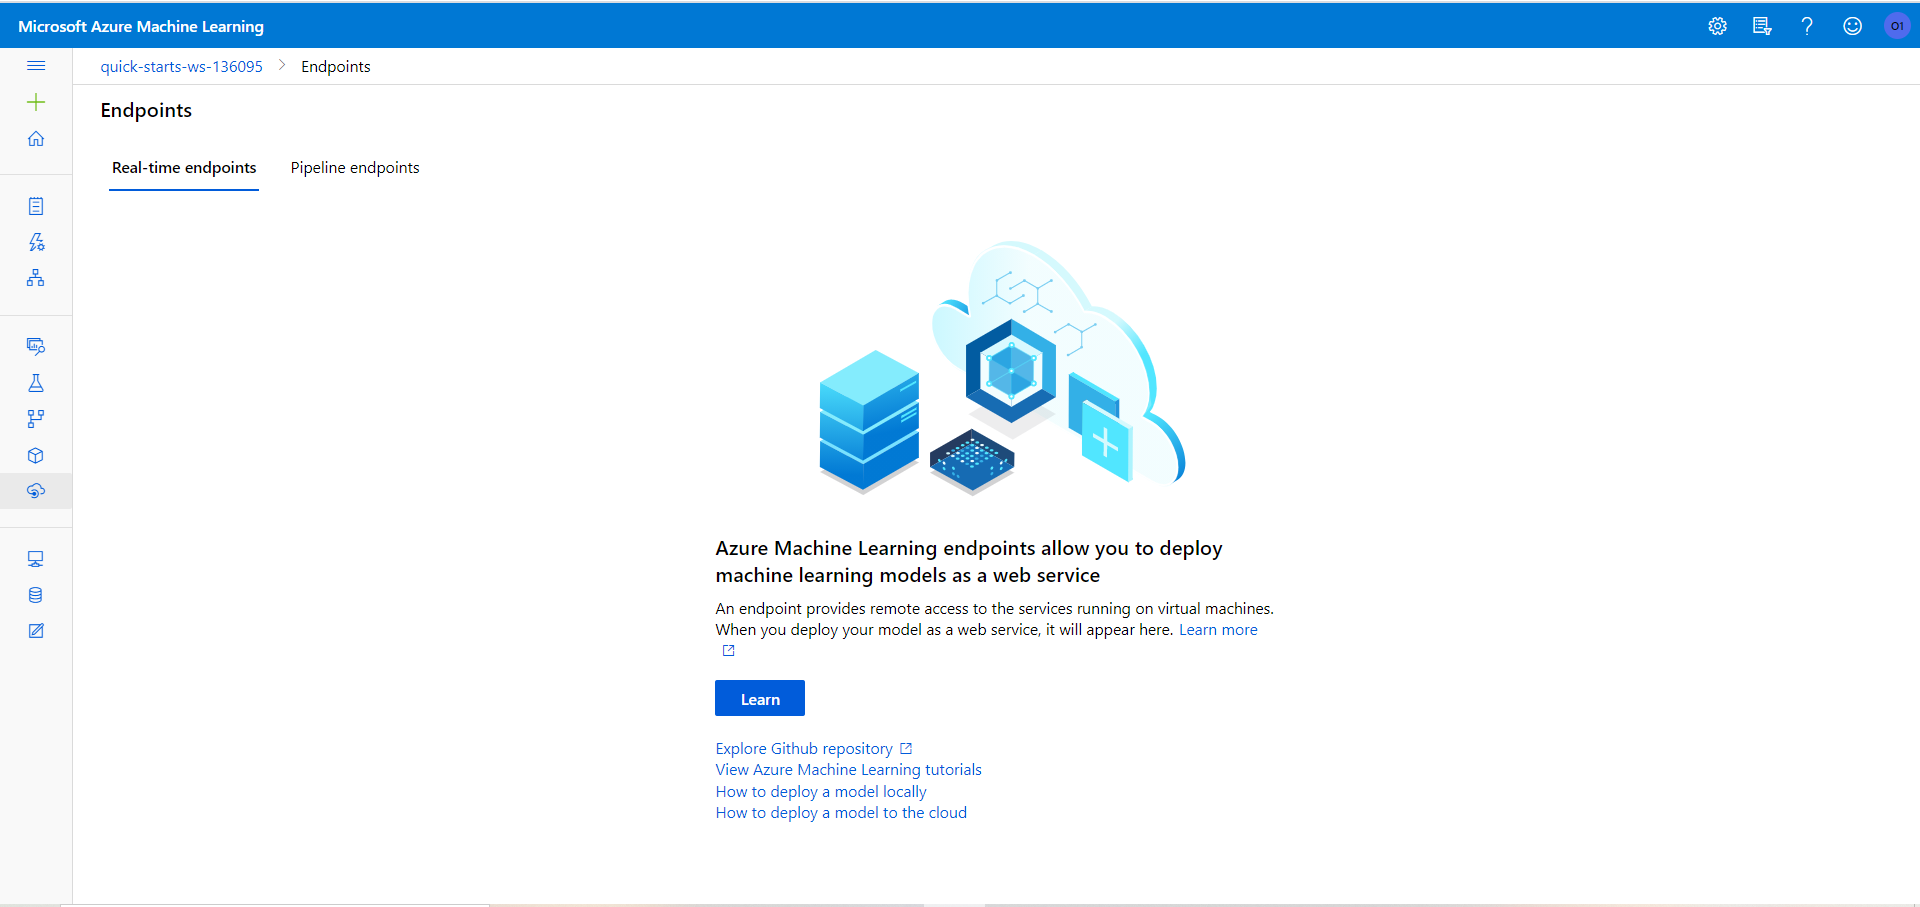 Microsoft Azure Machine Learning
O1
quick-starts-ws-136095 > Endpoints
Endpoints
Real-time endpoints Pipeline endpoints
Azure Machine Learning endpoints allow you to deploy
machine learning models as a web service
An endpoint provides remote access to the services running on virtual machines.
When you deploy your model as a web service, it will appear here. Learn more
Learn
Explore Github repository
View Azure Machine Learning tutorials
How to deploy a model locally
How to deploy a model to the cloud